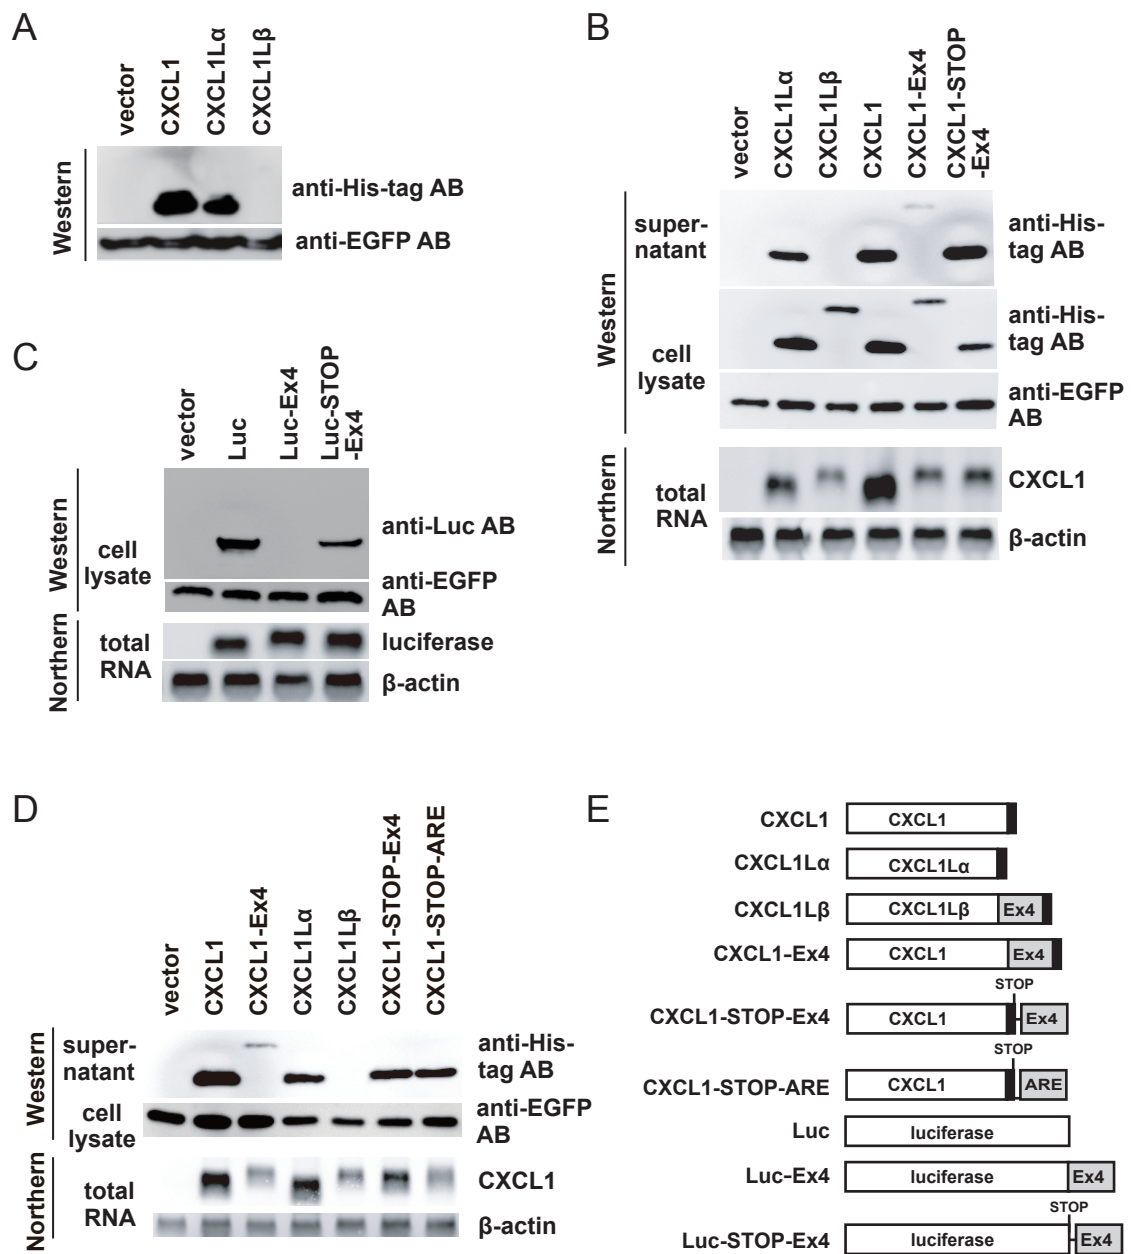 A
vector
CXCL1
CXCL1Lα
CXCL1Lβ
Western
anti-His-tag AB
anti-EGFP AB
B
vector
CXCL1Lα
CXCL1Lβ
CXCL1
CXCL1-Ex4
CXCL1-STOP
-Ex4
Western
super-
natant
anti-His-
tag AB
cell
lysate
anti-His-
tag AB
anti-EGFP
AB
Northern
total
RNA
CXCL1
β-actin
C
vector
Luc
Luc-Ex4
Luc-STOP
-Ex4
Western
cell
lysate
anti-Luc AB
anti-EGFP
AB
Northern
total
RNA
luciferase
β-actin
D
vector
CXCL1
CXCL1-Ex4
CXCL1Lα
CXCL1Lβ
CXCL1-STOP-Ex4
CXCL1-STOP-ARE
Western
super-
natant
anti-His-
tag AB
cell
lysate
anti-EGFP
AB
Northern
total
RNA
CXCL1
β-actin
E
CXCL1 CXCL1
CXCL1Lα CXCL1Lα
CXCL1Lβ CXCL1Lβ Ex4
CXCL1-Ex4 CXCL1 Ex4
STOP
CXCL1-STOP-Ex4 CXCL1 Ex4
STOP
CXCL1-STOP-ARE CXCL1 ARE
Luc luciferase
Luc-Ex4 luciferase Ex4
STOP
Luc-STOP-Ex4 luciferase Ex4